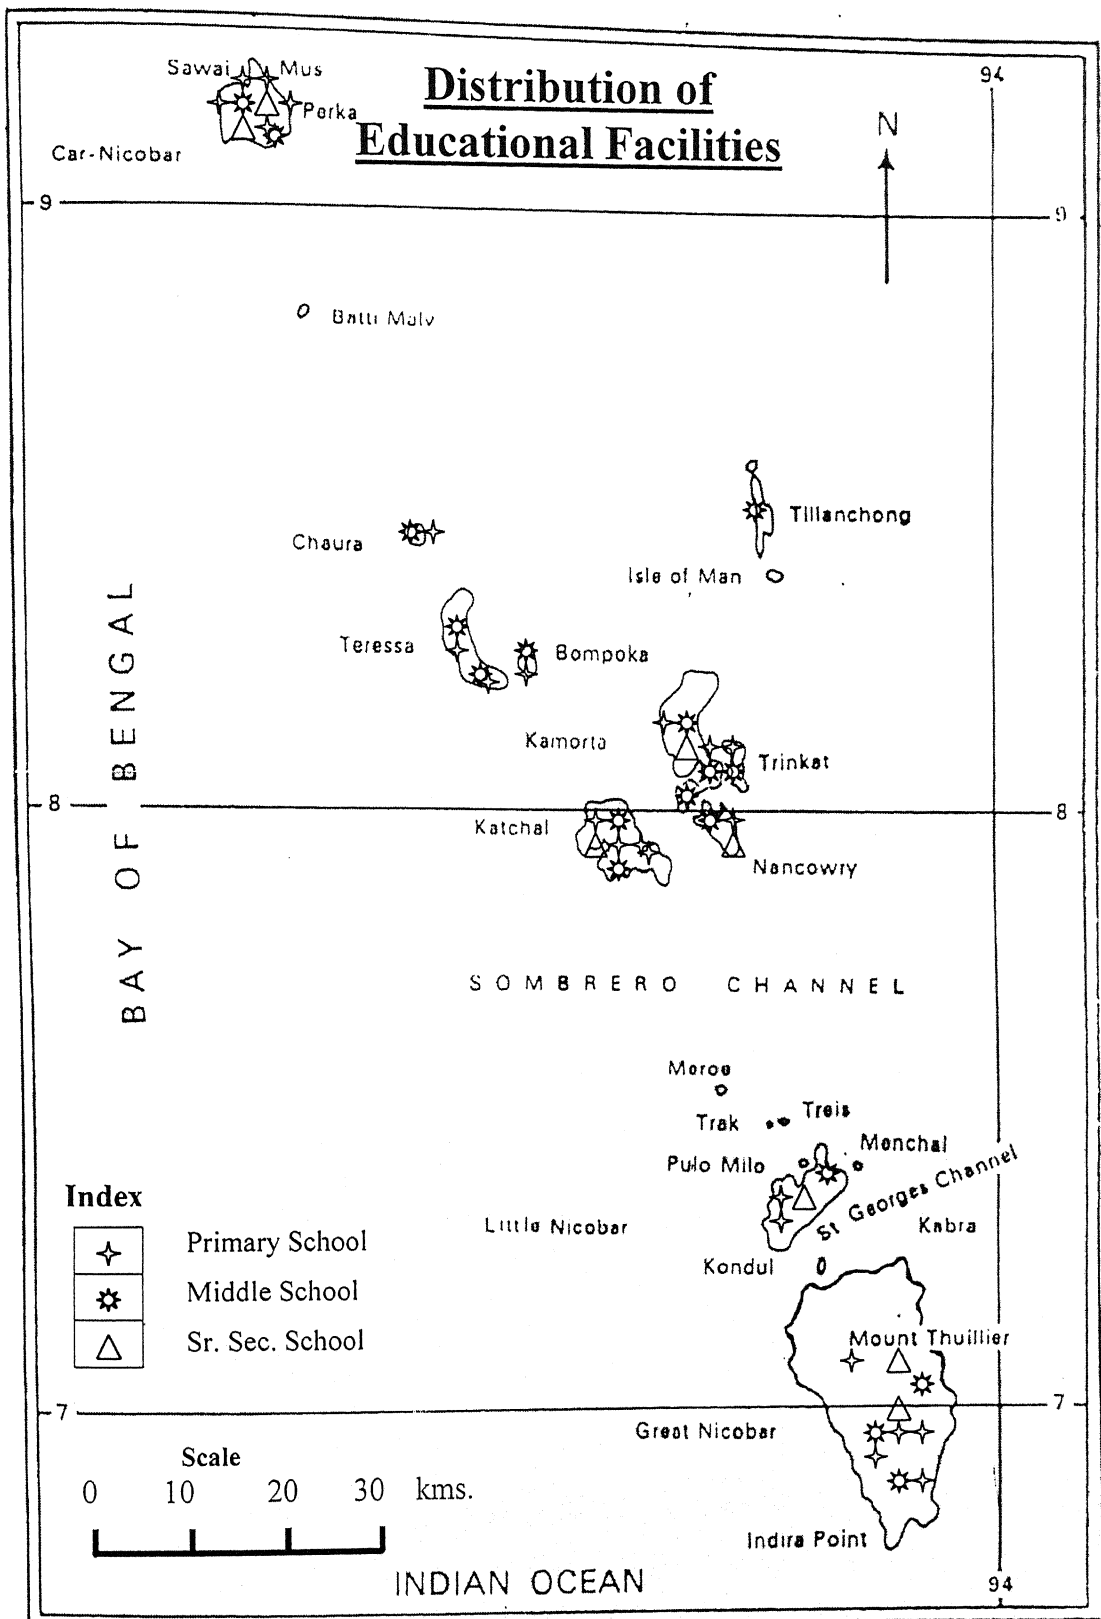 Distribution of
Educational Facilities
Sawai
Mus
Perka
Car-Nicobar
94
N
9
9
Batti Malv
Tillanchong
Chaura
Isle of Man
Teressa
Bompoka
Kamorta
Trinkat
8
8
Katchal
Nancowry
BAY OF BENGAL
SOMBRERO CHANNEL
Meroe
Trak
Treis
Menchal
Pulo Milo
St Georges Channel
Little Nicobar
Kabra
Kondul
Index
Primary School
Middle School
Sr. Sec. School
Mount Thuillier
7
7
Great Nicobar
Scale
0 10 20 30 kms.
Indira Point
INDIAN OCEAN
94